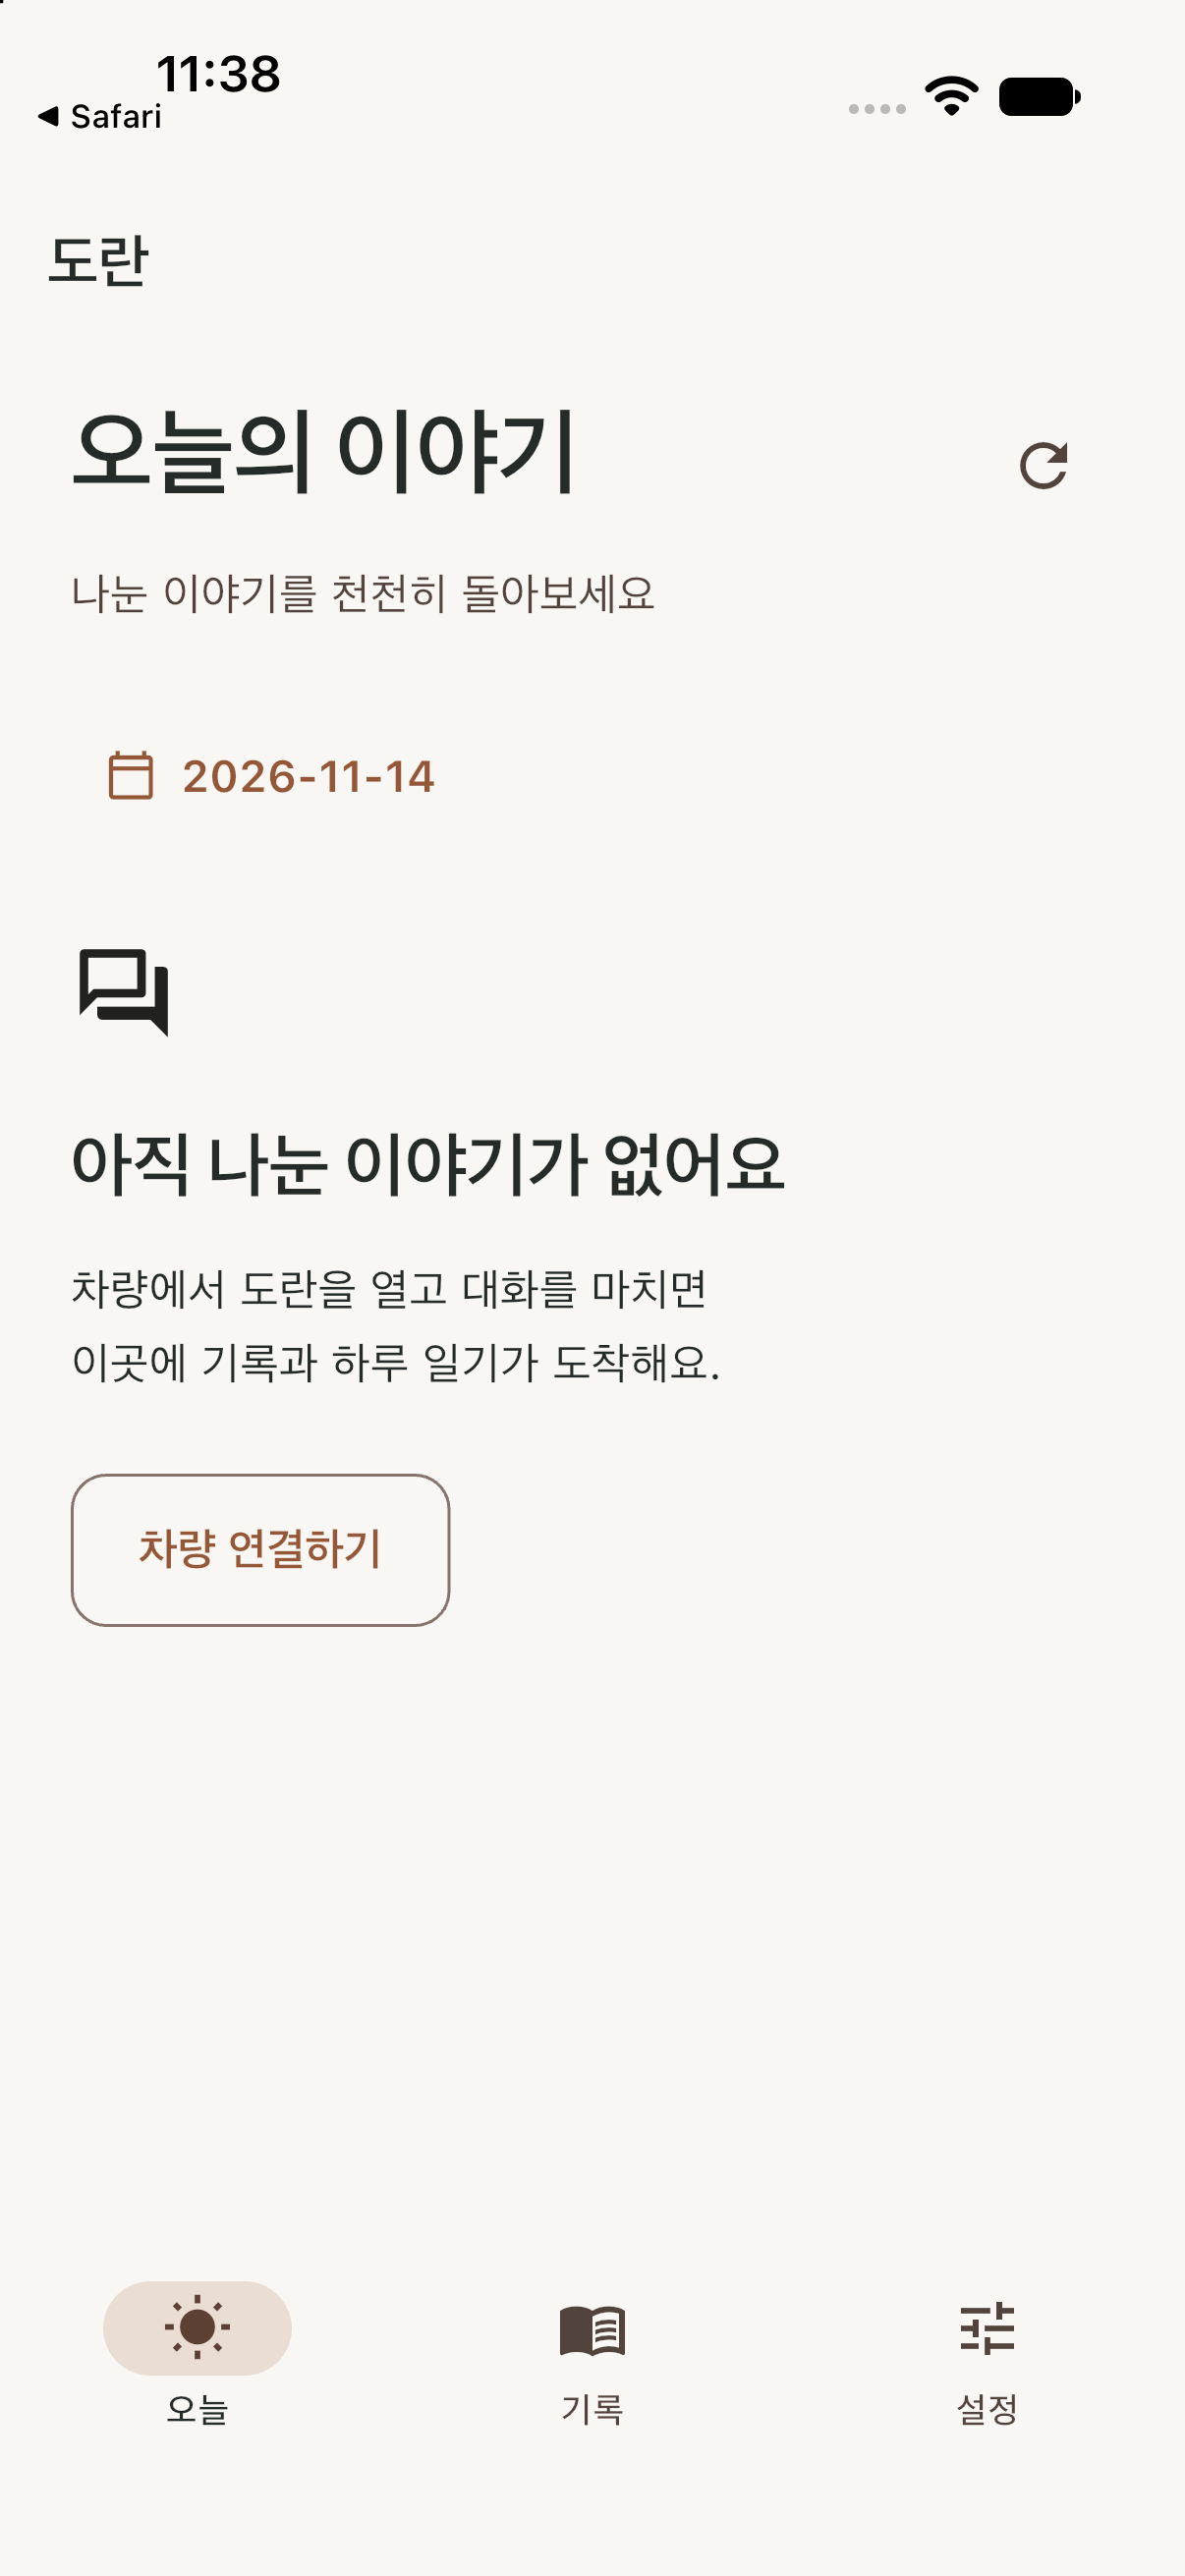 11:38
Safari
도란
오늘의 이야기
나눈 이야기를 천천히 돌아보세요
2026-11-14
아직 나눈 이야기가 없어요
차량에서 도란을 열고 대화를 마치면
이곳에 기록과 하루 일기가 도착해요.
차량 연결하기
오늘
기록
설정